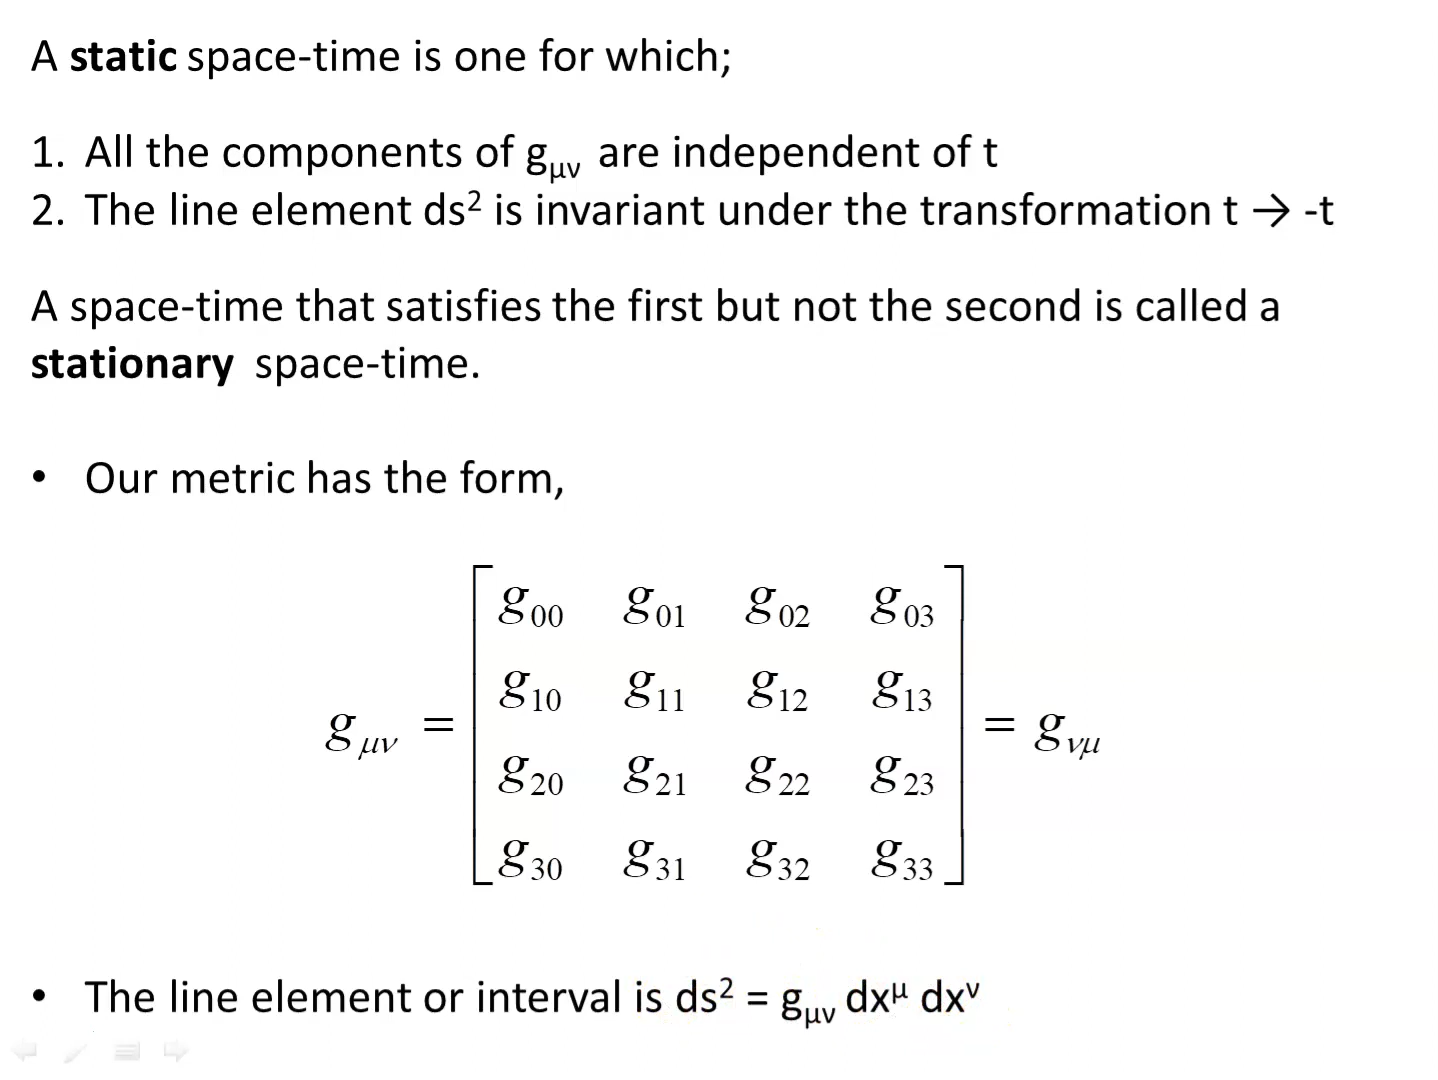 A static space-time is one for which;
1. All the components of gμν are independent of t
2. The line element ds² is invariant under the transformation t → -t
A space-time that satisfies the first but not the second is called a
stationary space-time.
• Our metric has the form,
g₀₀ g₀₁ g₀₂ g₀₃
g₁₀ g₁₁ g₁₂ g₁₃
gμν = = gνμ
g₂₀ g₂₁ g₂₂ g₂₃
g₃₀ g₃₁ g₃₂ g₃₃
• The line element or interval is ds² = gμν dxμ dxν